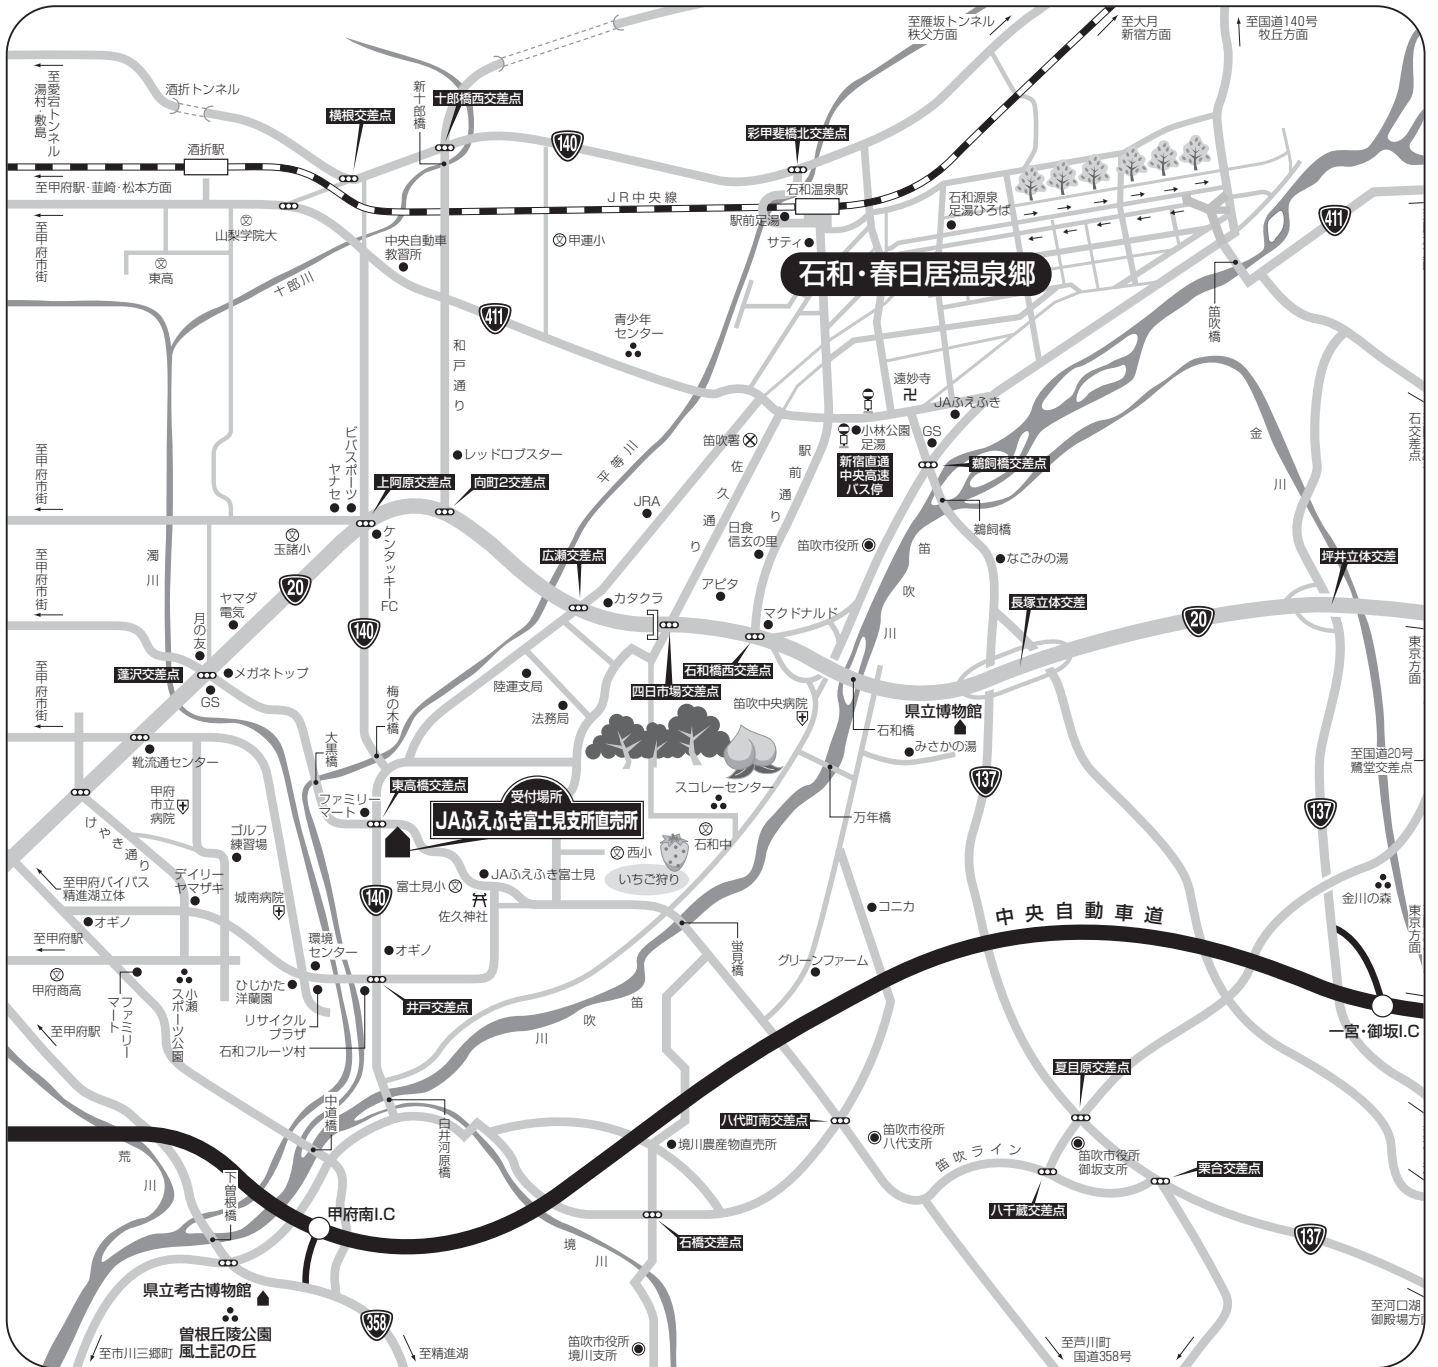 至雁坂トンネル
秩父方面
至大月
新宿方面
至国道140号
牧丘方面
至愛宕トンネル
湯村・敷島
酒折トンネル
新十郎橋
十郎橋西交差点
横根交差点
140
彩甲斐橋北交差点
酒折駅
至甲府駅・韮崎・松本方面
JR中央線
石和温泉駅
駅前足湯
石和源泉
足湯ひろば
411
至甲府市街
山梨学院大
東高
中央自動車
教習所
甲運小
サティ
石和・春日居温泉郷
十郎川
411
青少年
センター
笛吹橋
和戸通り
遠妙寺
JAふえふき
小林公園
足湯
GS
新宿直通
中央高速
バス停
鵜飼橋交差点
金川
石交差点
至甲府市街
ビバスポーツ
ヤナセ
レッドロブスター
上阿原交差点
向町2交差点
平等川
笛吹署
佐久通り
駅前通り
JRA
日食
信玄の里
笛吹市役所
鵜飼橋
笛吹川
なごみの湯
坪井立体交差
玉諸小
ケンタッキーFC
濁川
至甲府市街
20
広瀬交差点
カタクラ
アピタ
マクドナルド
長塚立体交差
20
ヤマダ
電気
月の友
140
蓬沢交差点
メガネトップ
GS
石和橋西交差点
四日市場交差点
陸運支局
法務局
笛吹中央病院
県立博物館
石和橋
みさかの湯
東京方面
至甲府市街
梅の木橋
大黒橋
靴流通センター
至国道20号
鷺堂交差点
137
137
甲府
市立
病院
ファミリー
マート
東高橋交差点
受付場所
JAふえふき富士見支所直売所
スコレーセンター
石和中
万年橋
けやき通り
ゴルフ
練習場
デイリー
ヤマザキ
西小
いちご狩り
JAふえふき富士見
富士見小
佐久神社
至甲府バイパス
精進湖立体
城南病院
140
オギノ
コニカ
中央自動車道
金川の森
東京方面
至甲府駅
環境
センター
オギノ
蛍見橋
グリーンファーム
甲府商高
ファミリー
マート
小瀬
スポーツ公園
ひじかた
洋蘭園
リサイクル
プラザ
石和フルーツ村
井戸交差点
笛吹川
一宮・御坂I.C
至甲府駅
夏目原交差点
中道橋
白井河原橋
八代町南交差点
境川農産物直売所
笛吹市役所
八代支所
笛吹ライン
笛吹市役所
御坂支所
栗合交差点
荒川
下曽根橋
甲府南I.C
八千蔵交差点
石橋交差点
137
境川
県立考古博物館
曽根丘陵公園
風土記の丘
358
至市川三郷町
至精進湖
笛吹市役所
境川支所
至芦川町
国道358号
至河口湖
御殿場方